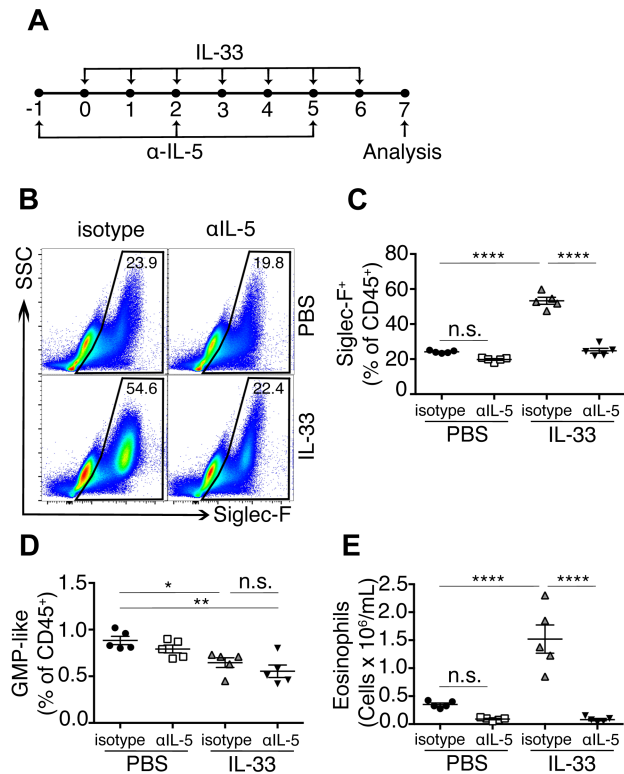 A
IL-33
-1 0 1 2 3 4 5 6 7
α-IL-5 Analysis
B
isotype αIL-5
SSC
23.9 19.8
PBS
54.6 22.4
IL-33
Siglec-F
C
Siglec-F+
(% of CD45+)
80
60
40
20
0
**** ****
n.s.
isotype αIL-5 isotype αIL-5
PBS IL-33
D
GMP-like
(% of CD45+)
1.5
1.0
0.5
0.0
* n.s.
**
isotype αIL-5 isotype αIL-5
PBS IL-33
E
Eosinophils
(Cells x 10⁶/mL)
2.5
2.0
1.5
1.0
0.5
0.0
**** ****
n.s.
isotype αIL-5 isotype αIL-5
PBS IL-33